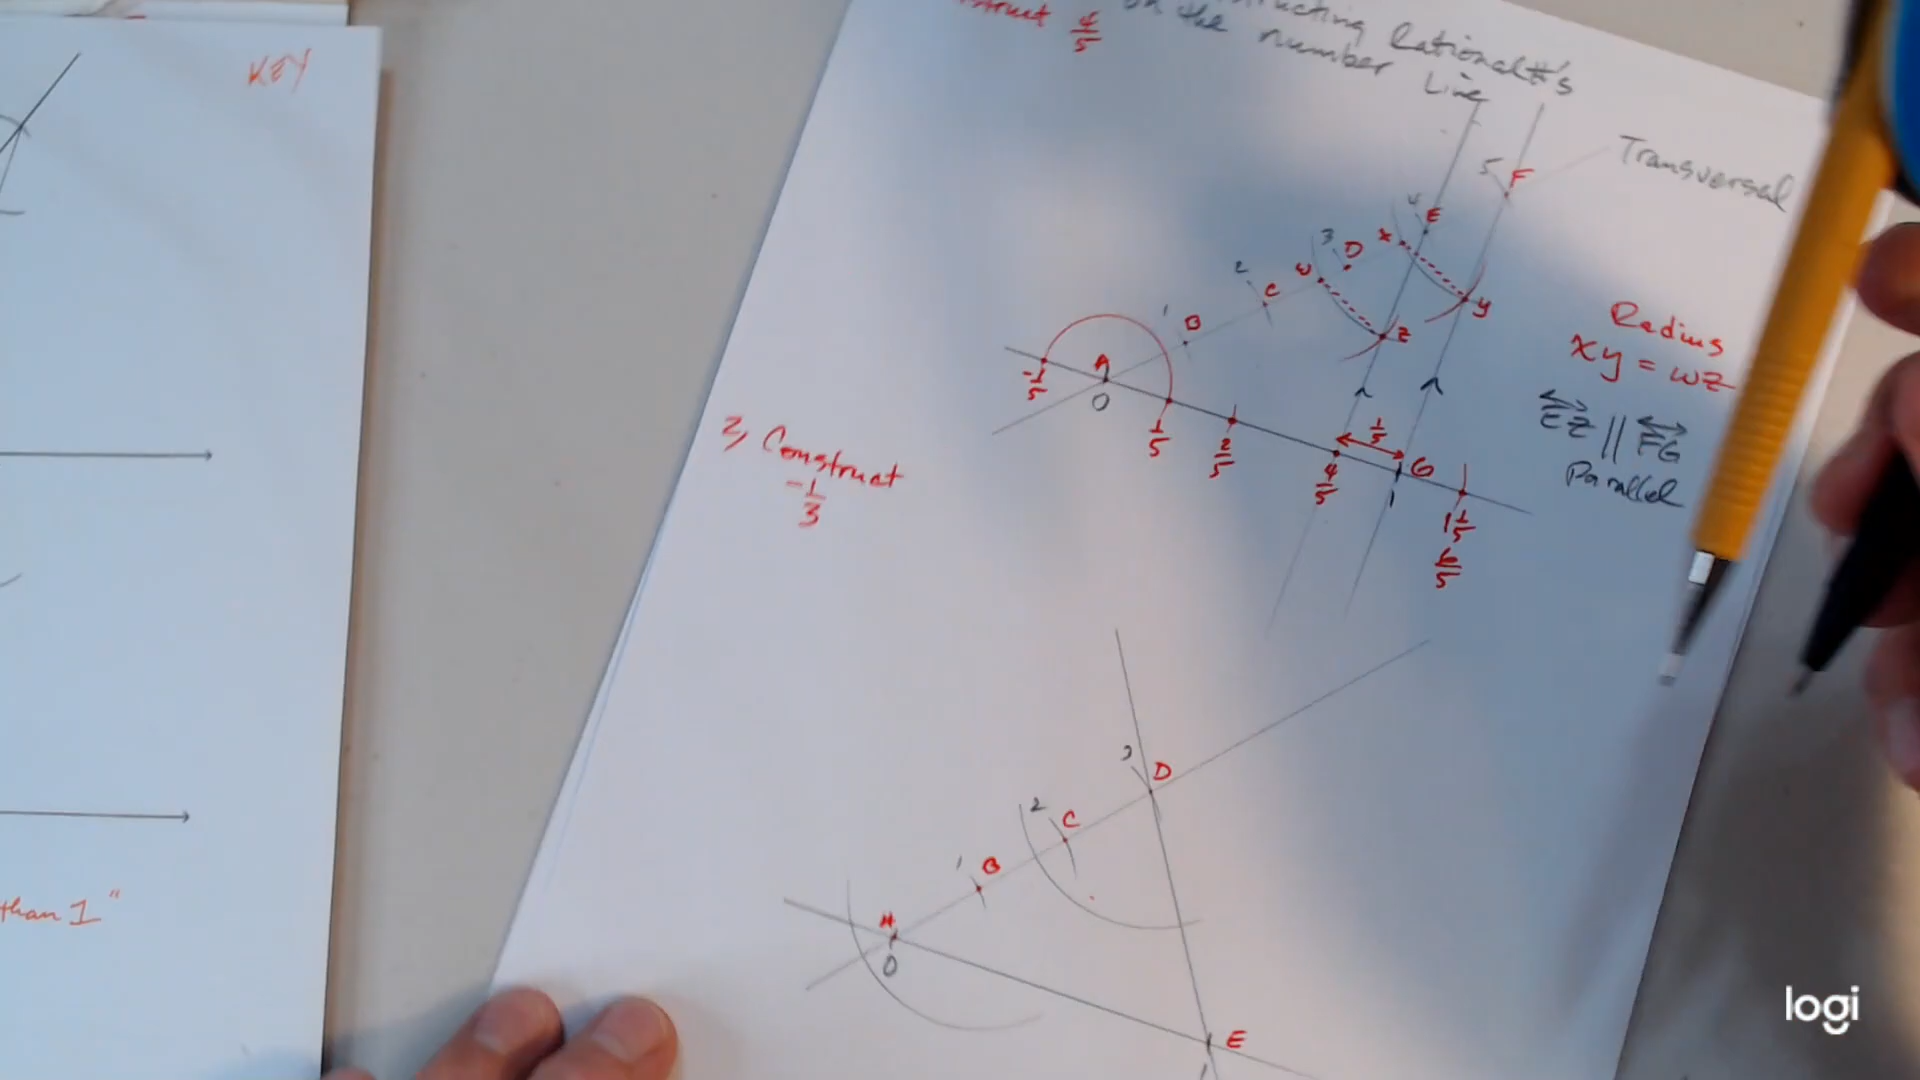 KEY
than 1"
Rational #'s
on the number
Line
4/5
Transversal
5 F
4 E
3 D X
W
2 C
1 B
Z
y
A
0
-1/5
1/5
2/5
4/5
1/5
G
1
1 1/5
6/5
Radius
xy = wz
EZ || FG
Parallel
2) Construct
-1/3
3 D
2 C
1 B
A
0
E
1
logi